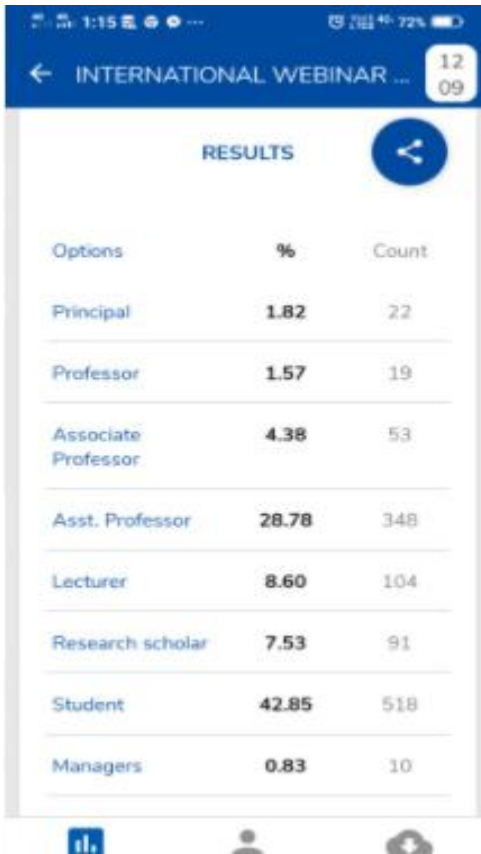 1:15
72%
← INTERNATIONAL WEBINAR ...
12
09
RESULTS
Options % Count
Principal 1.82 22
Professor 1.57 19
Associate
Professor 4.38 53
Asst. Professor 28.78 348
Lecturer 8.60 104
Research scholar 7.53 91
Student 42.85 518
Managers 0.83 10